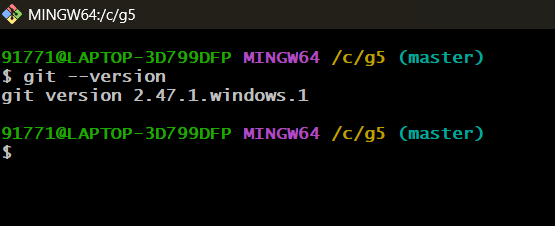 MINGW64:/c/g5
91771@LAPTOP-3D799DFP MINGW64 /c/g5 (master)
$ git --version
git version 2.47.1.windows.1
91771@LAPTOP-3D799DFP MINGW64 /c/g5 (master)
$